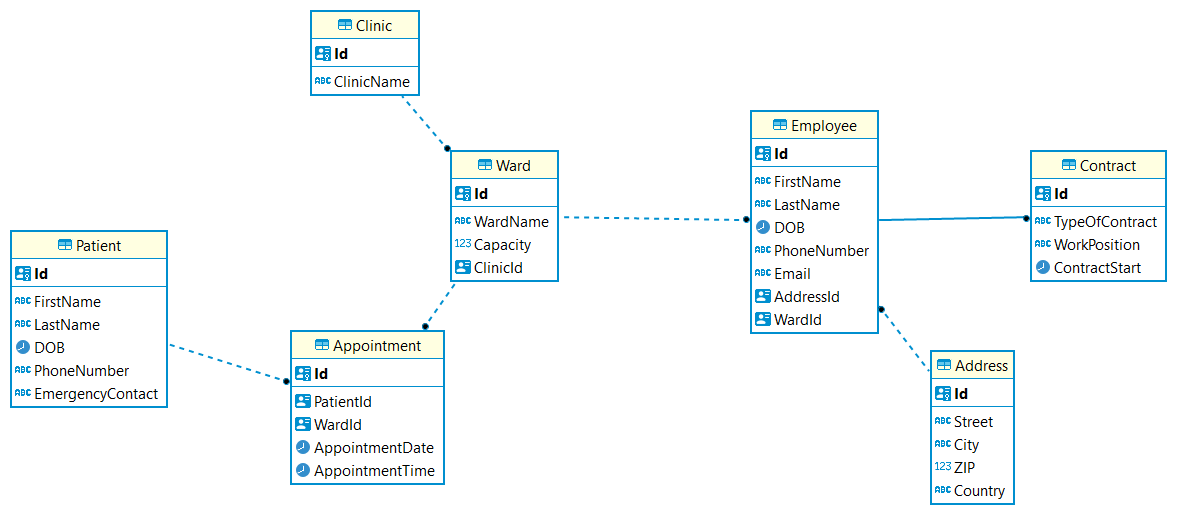 Clinic
Id
ABC ClinicName
Ward
Id
ABC WardName
123 Capacity
ClinicId
Employee
Id
ABC FirstName
ABC LastName
DOB
ABC PhoneNumber
ABC Email
AddressId
WardId
Contract
Id
ABC TypeOfContract
ABC WorkPosition
ContractStart
Patient
Id
ABC FirstName
ABC LastName
DOB
ABC PhoneNumber
ABC EmergencyContact
Appointment
Id
PatientId
WardId
AppointmentDate
AppointmentTime
Address
Id
ABC Street
ABC City
123 ZIP
ABC Country